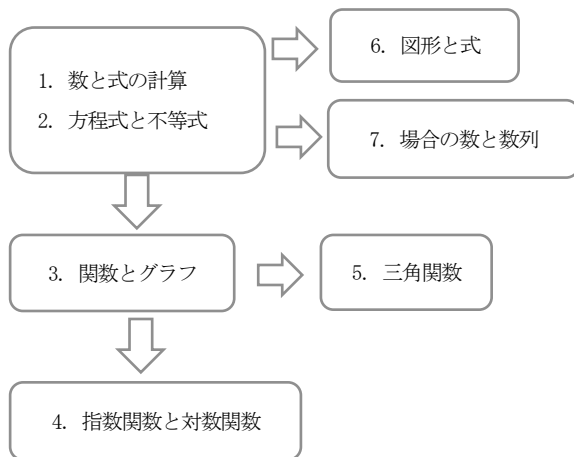 1. 数と式の計算
2. 方程式と不等式
6. 図形と式
7. 場合の数と数列
3. 関数とグラフ
5. 三角関数
4. 指数関数と対数関数